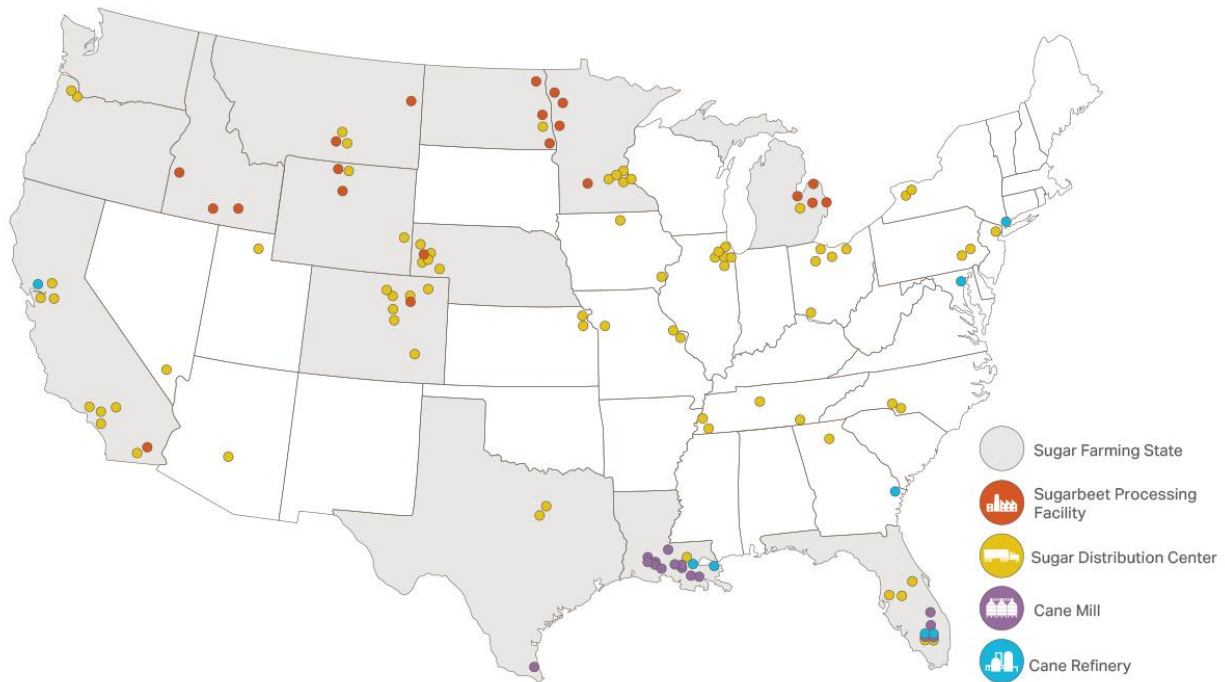 Sugar Farming State
Sugarbeet Processing
Facility
Sugar Distribution Center
Cane Mill
Cane Refinery